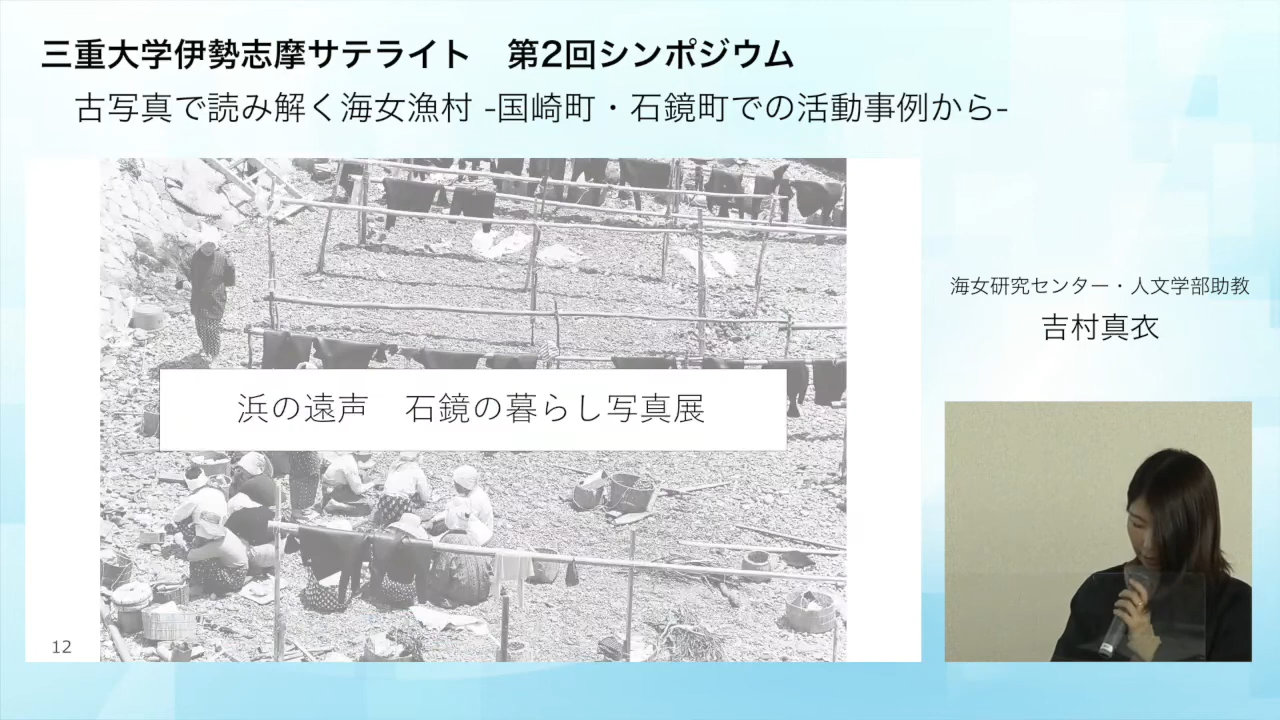 三重大学伊勢志摩サテライト　第2回シンポジウム
古写真で読み解く海女漁村 -国崎町・石鏡町での活動事例から-
海女研究センター・人文学部助教
吉村真衣
浜の遠声　石鏡の暮らし写真展
12